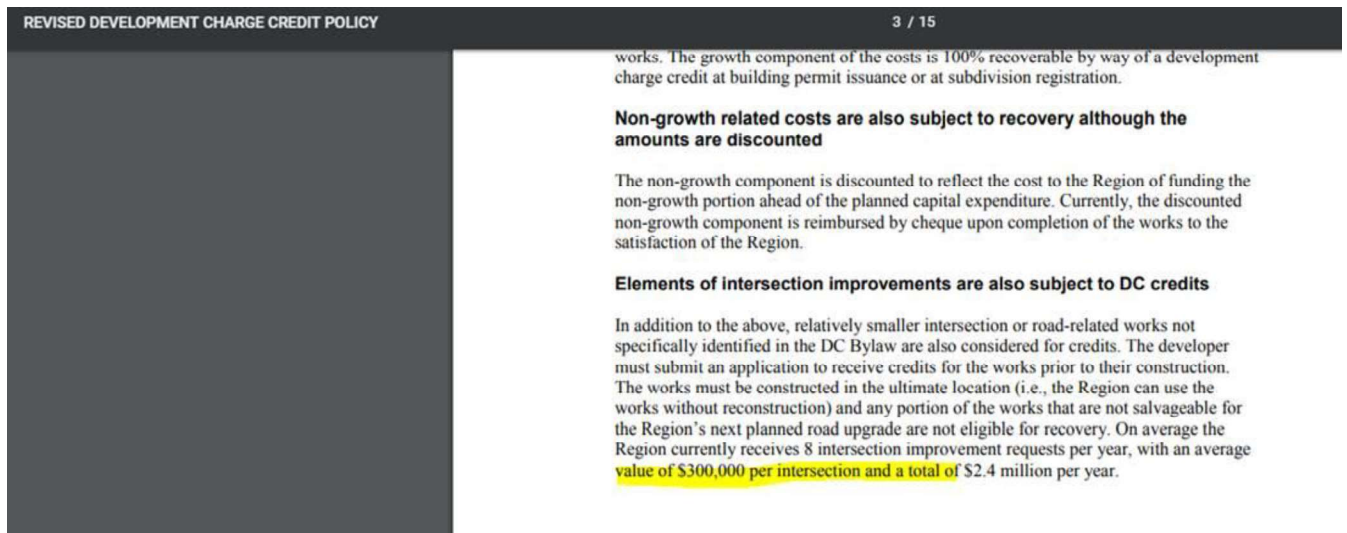 REVISED DEVELOPMENT CHARGE CREDIT POLICY
3 / 15
works. The growth component of the costs is 100% recoverable by way of a development
charge credit at building permit issuance or at subdivision registration.
Non-growth related costs are also subject to recovery although the
amounts are discounted
The non-growth component is discounted to reflect the cost to the Region of funding the
non-growth portion ahead of the planned capital expenditure. Currently, the discounted
non-growth component is reimbursed by cheque upon completion of the works to the
satisfaction of the Region.
Elements of intersection improvements are also subject to DC credits
In addition to the above, relatively smaller intersection or road-related works not
specifically identified in the DC Bylaw are also considered for credits. The developer
must submit an application to receive credits for the works prior to their construction.
The works must be constructed in the ultimate location (i.e., the Region can use the
works without reconstruction) and any portion of the works that are not salvageable for
the Region's next planned road upgrade are not eligible for recovery. On average the
Region currently receives 8 intersection improvement requests per year, with an average
value of $300,000 per intersection and a total of $2.4 million per year.